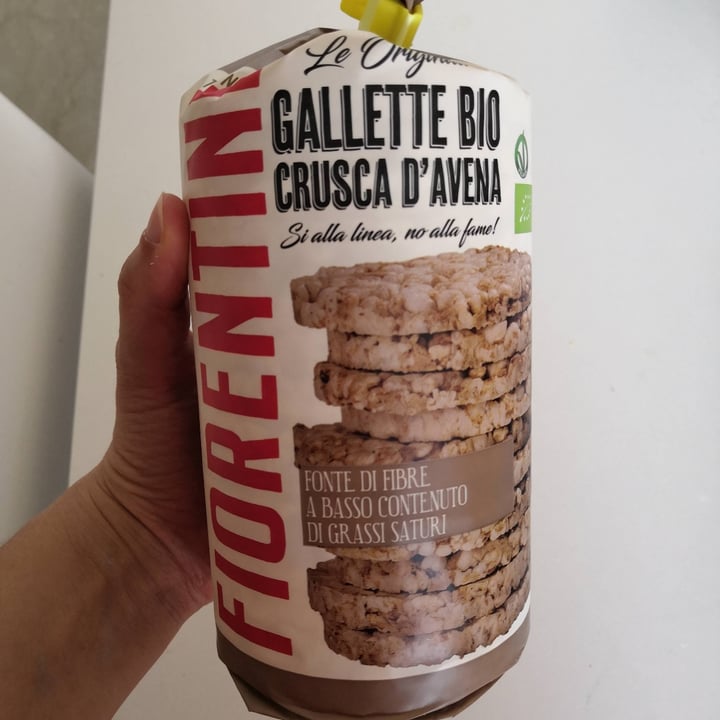 Le Originali
GALLETTE BIO
CRUSCA D'AVENA
Si alla linea, no alla fame!
FIORENTINI
FONTE DI FIBRE
A BASSO CONTENUTO
DI GRASSI SATURI